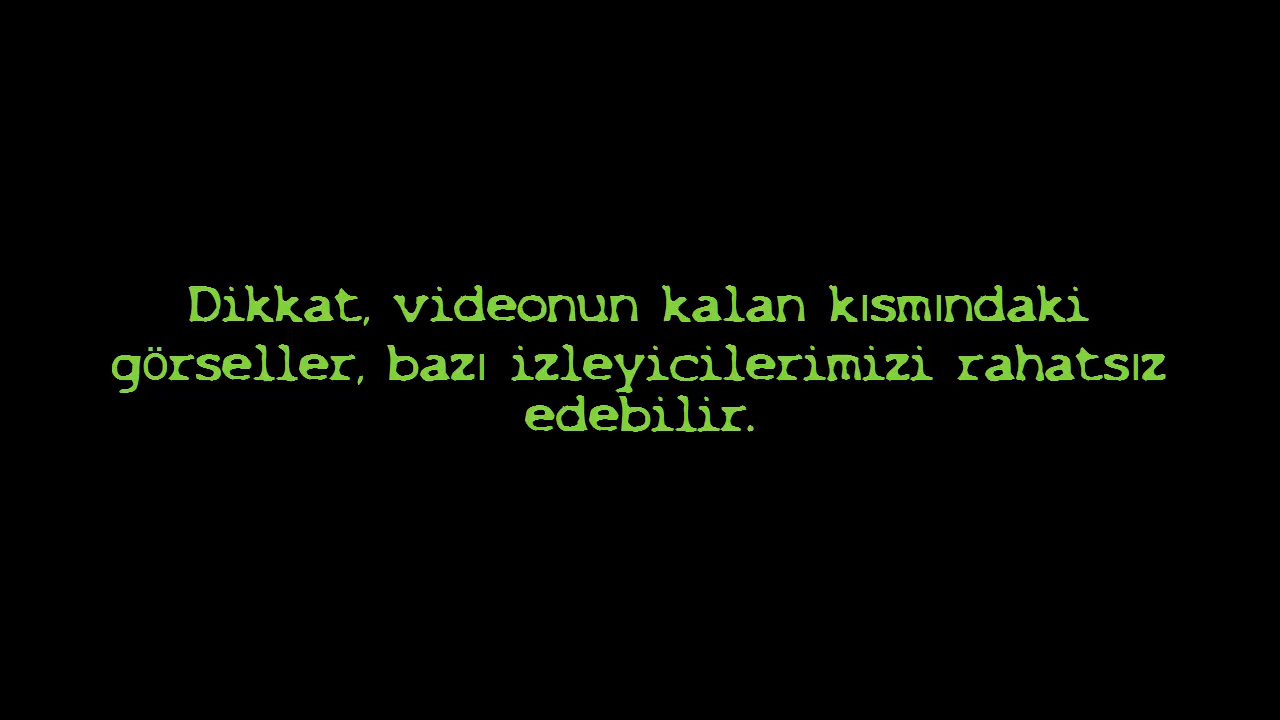 Dikkat, videonun kalan kısmındaki
görseller, bazı izleyicilerimizi rahatsız
edebilir.